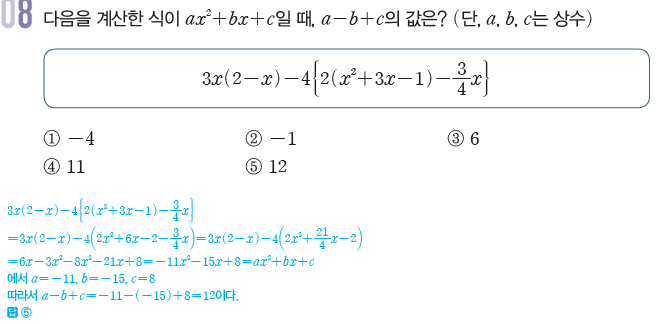 08 다음을 계산한 식이 ax²+bx+c일 때, a-b+c의 값은? (단, a, b, c는 상수)
3x(2-x)-4{2(x²+3x-1)-3/4x}
① -4 ② -1 ③ 6
④ 11 ⑤ 12
3x(2-x)-4{2(x²+3x-1)-3/4x}
=3x(2-x)-4(2x²+6x-2-3/4x)=3x(2-x)-4(2x²+21/4x-2)
=6x-3x²-8x²-21x+8=-11x²-15x+8=ax²+bx+c
에서 a=-11, b=-15, c=8
따라서 a-b+c=-11-(-15)+8=12이다.
답 ⑤